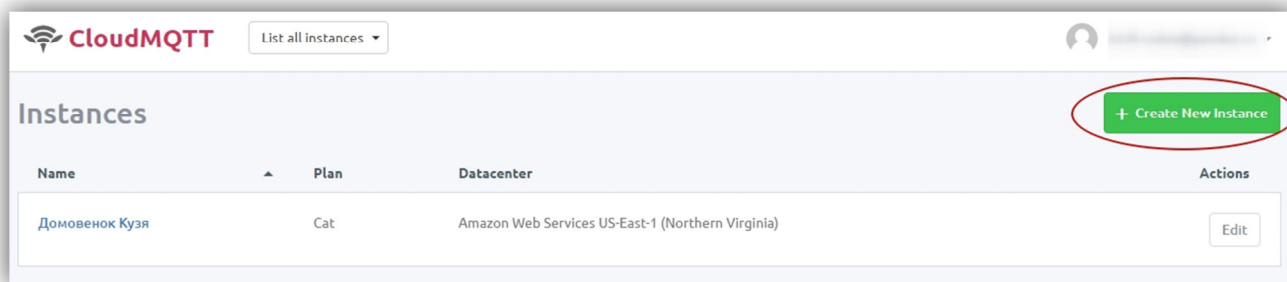 CloudMQTT List all instances
Instances + Create New Instance
Name Plan Datacenter Actions
Домовенок Кузя Cat Amazon Web Services US-East-1 (Northern Virginia) Edit